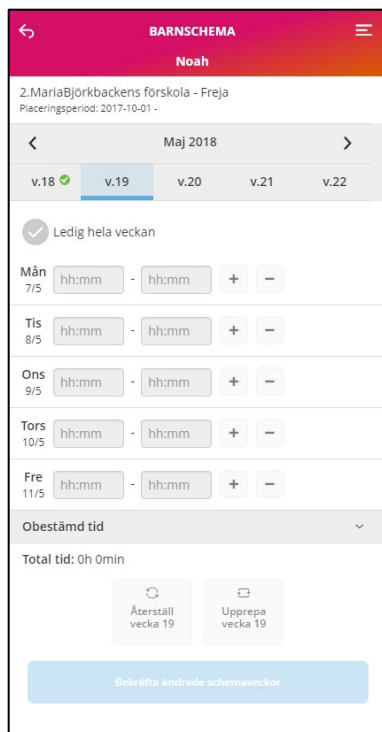 BARNSCHEMA
Noah
2.MariaBjörkbackens förskola - Freja
Placeringsperiod: 2017-10-01 -
Maj 2018
v.18 v.19 v.20 v.21 v.22
Ledig hela veckan
Mån
7/5
hh:mm - hh:mm + −
Tis
8/5
hh:mm - hh:mm + −
Ons
9/5
hh:mm - hh:mm + −
Tors
10/5
hh:mm - hh:mm + −
Fre
11/5
hh:mm - hh:mm + −
Obestämd tid
Total tid: 0h 0min
Återställ
vecka 19
Upprepa
vecka 19
Bekräfta ändrade schemaveckor